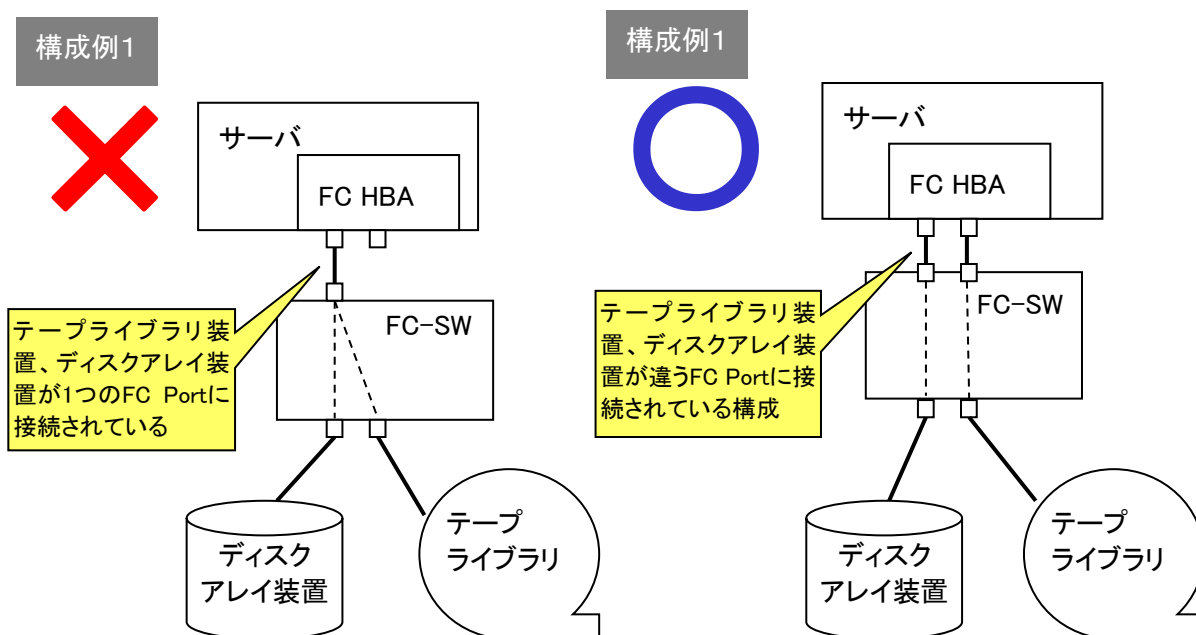 構成例1
サーバ
FC HBA
テープライブラリ装
置、ディスクアレイ装
置が1つのFC Portに
接続されている
FC-SW
ディスク
アレイ装置
テープ
ライブラリ
構成例1
サーバ
FC HBA
テープライブラリ装
置、ディスクアレイ装
置が違うFC Portに接
続されている構成
FC-SW
ディスク
アレイ装置
テープ
ライブラリ